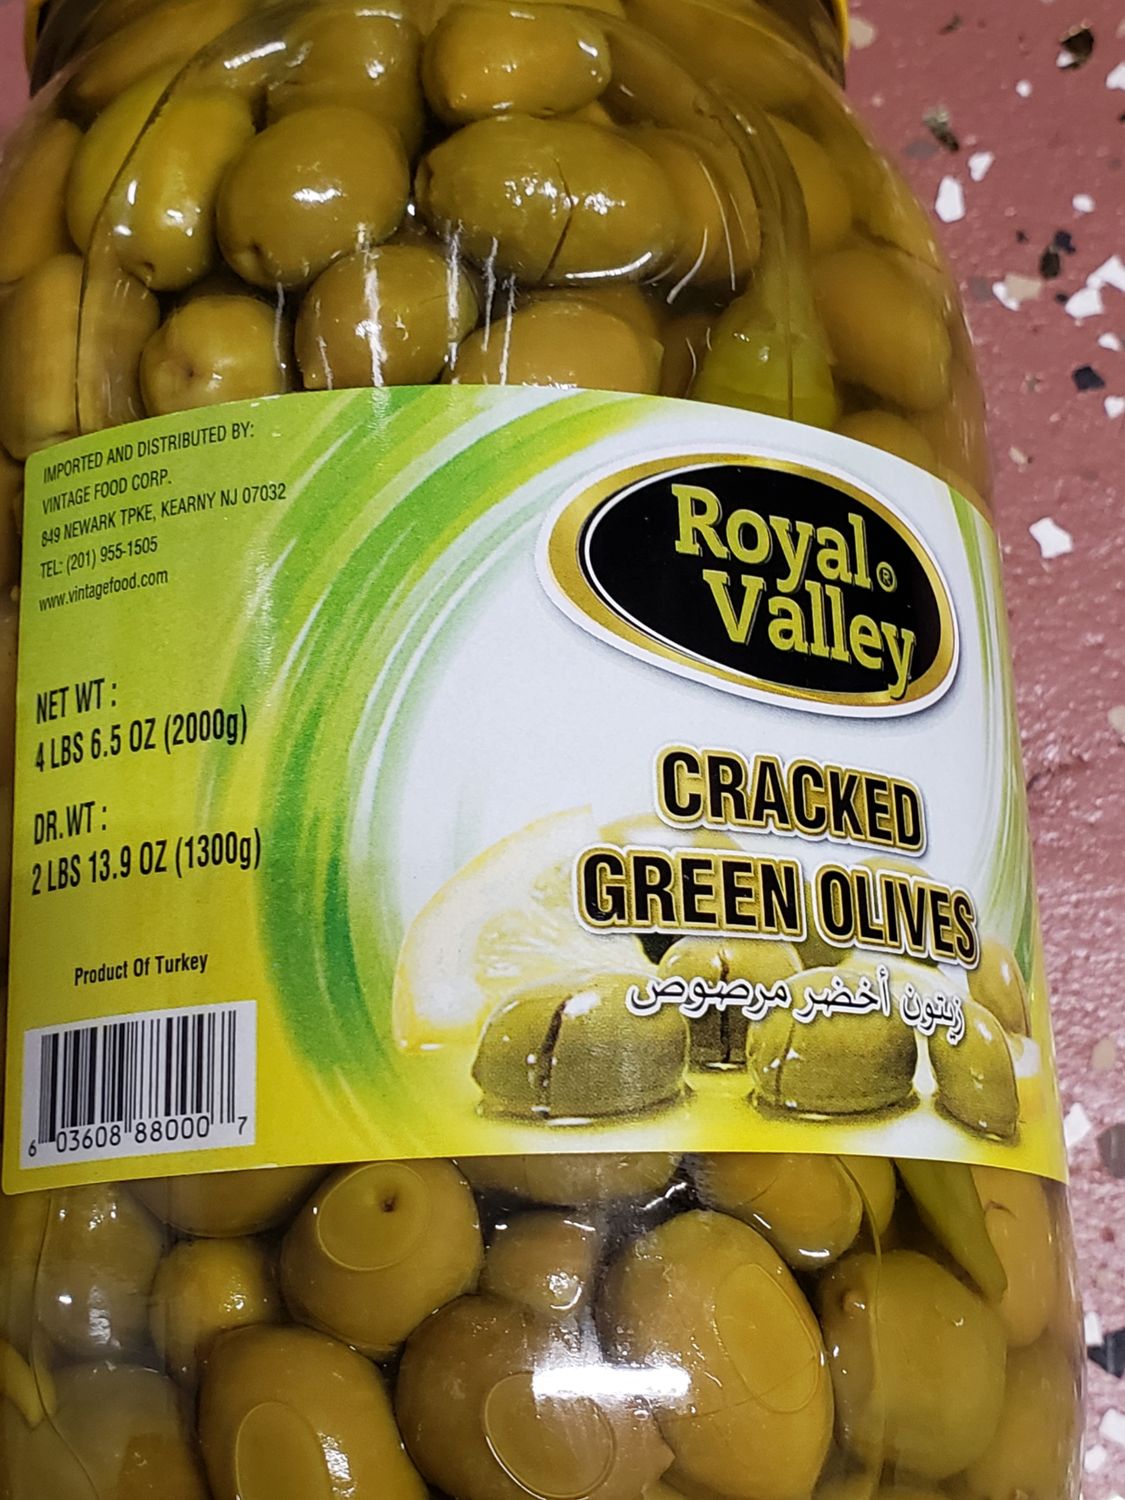 IMPORTED AND DISTRIBUTED BY:
VINTAGE FOOD CORP.
849 NEWARK TPKE, KEARNY NJ 07032
TEL: (201) 955-1505
www.vintagefood.com
NET WT :
4 LBS 6.5 OZ (2000g)
DR.WT :
2 LBS 13.9 OZ (1300g)
Product Of Turkey
6 03608 88000 7
Royal
Valley®
CRACKED
GREEN OLIVES
زيتون أخضر مرصوص